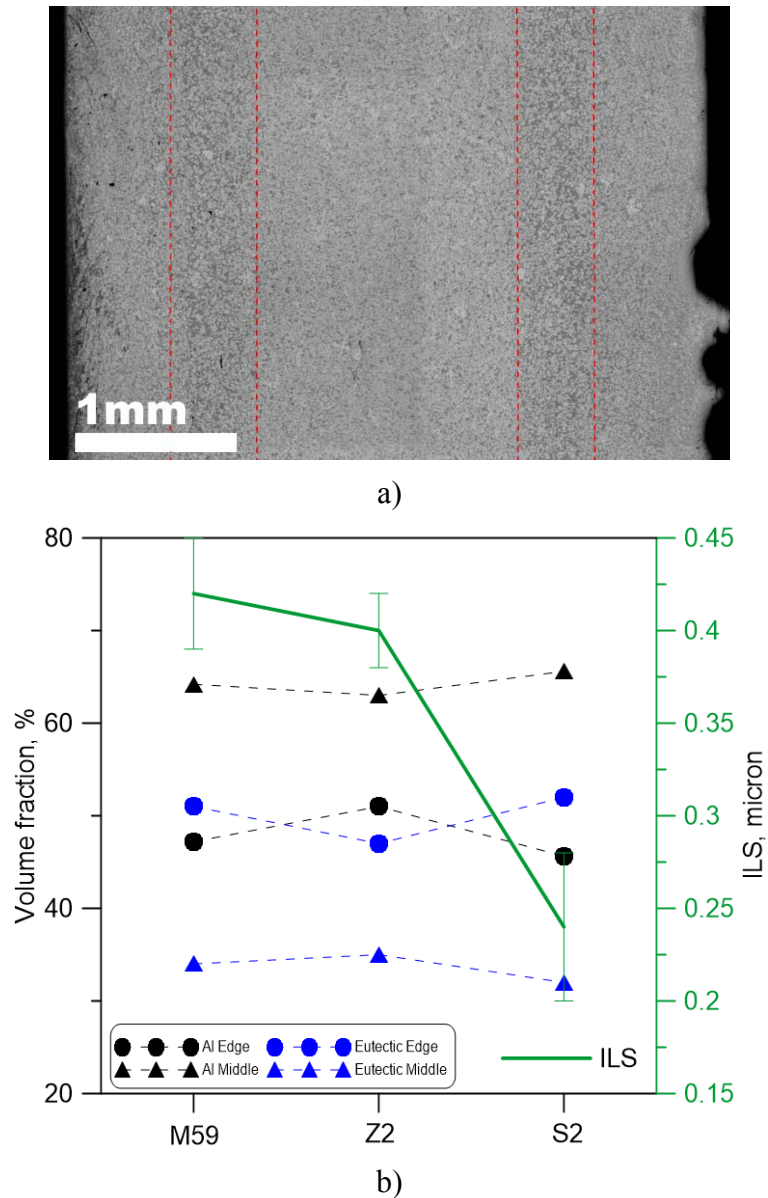 1mm
a)
80
60
40
20
Volume fraction, %
0.45
0.4
0.35
0.3
0.25
0.2
0.15
ILS, micron
Al Edge Eutectic Edge
Al Middle Eutectic Middle
ILS
M59 Z2 S2
b)